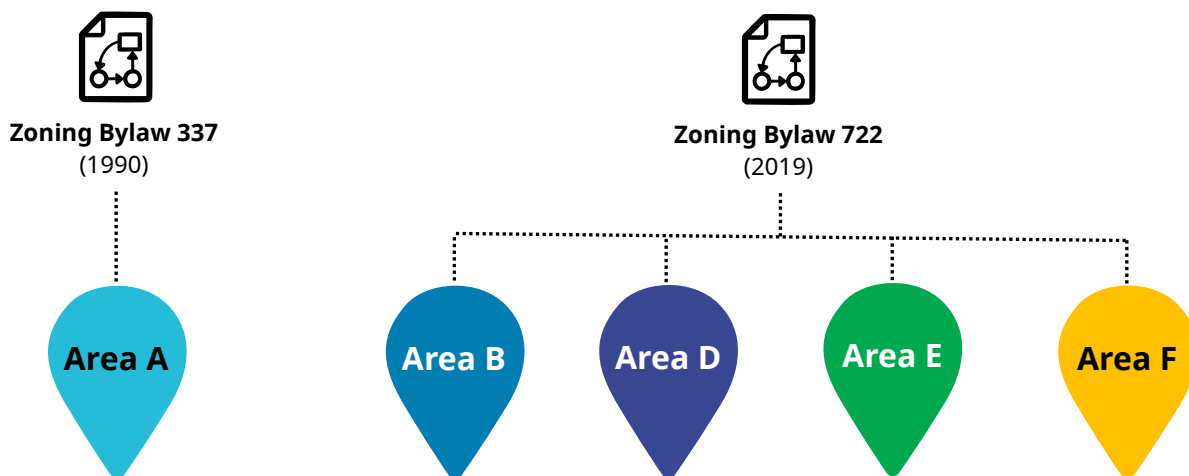 Zoning Bylaw 337
(1990)
Zoning Bylaw 722
(2019)
Area A
Area B
Area D
Area E
Area F